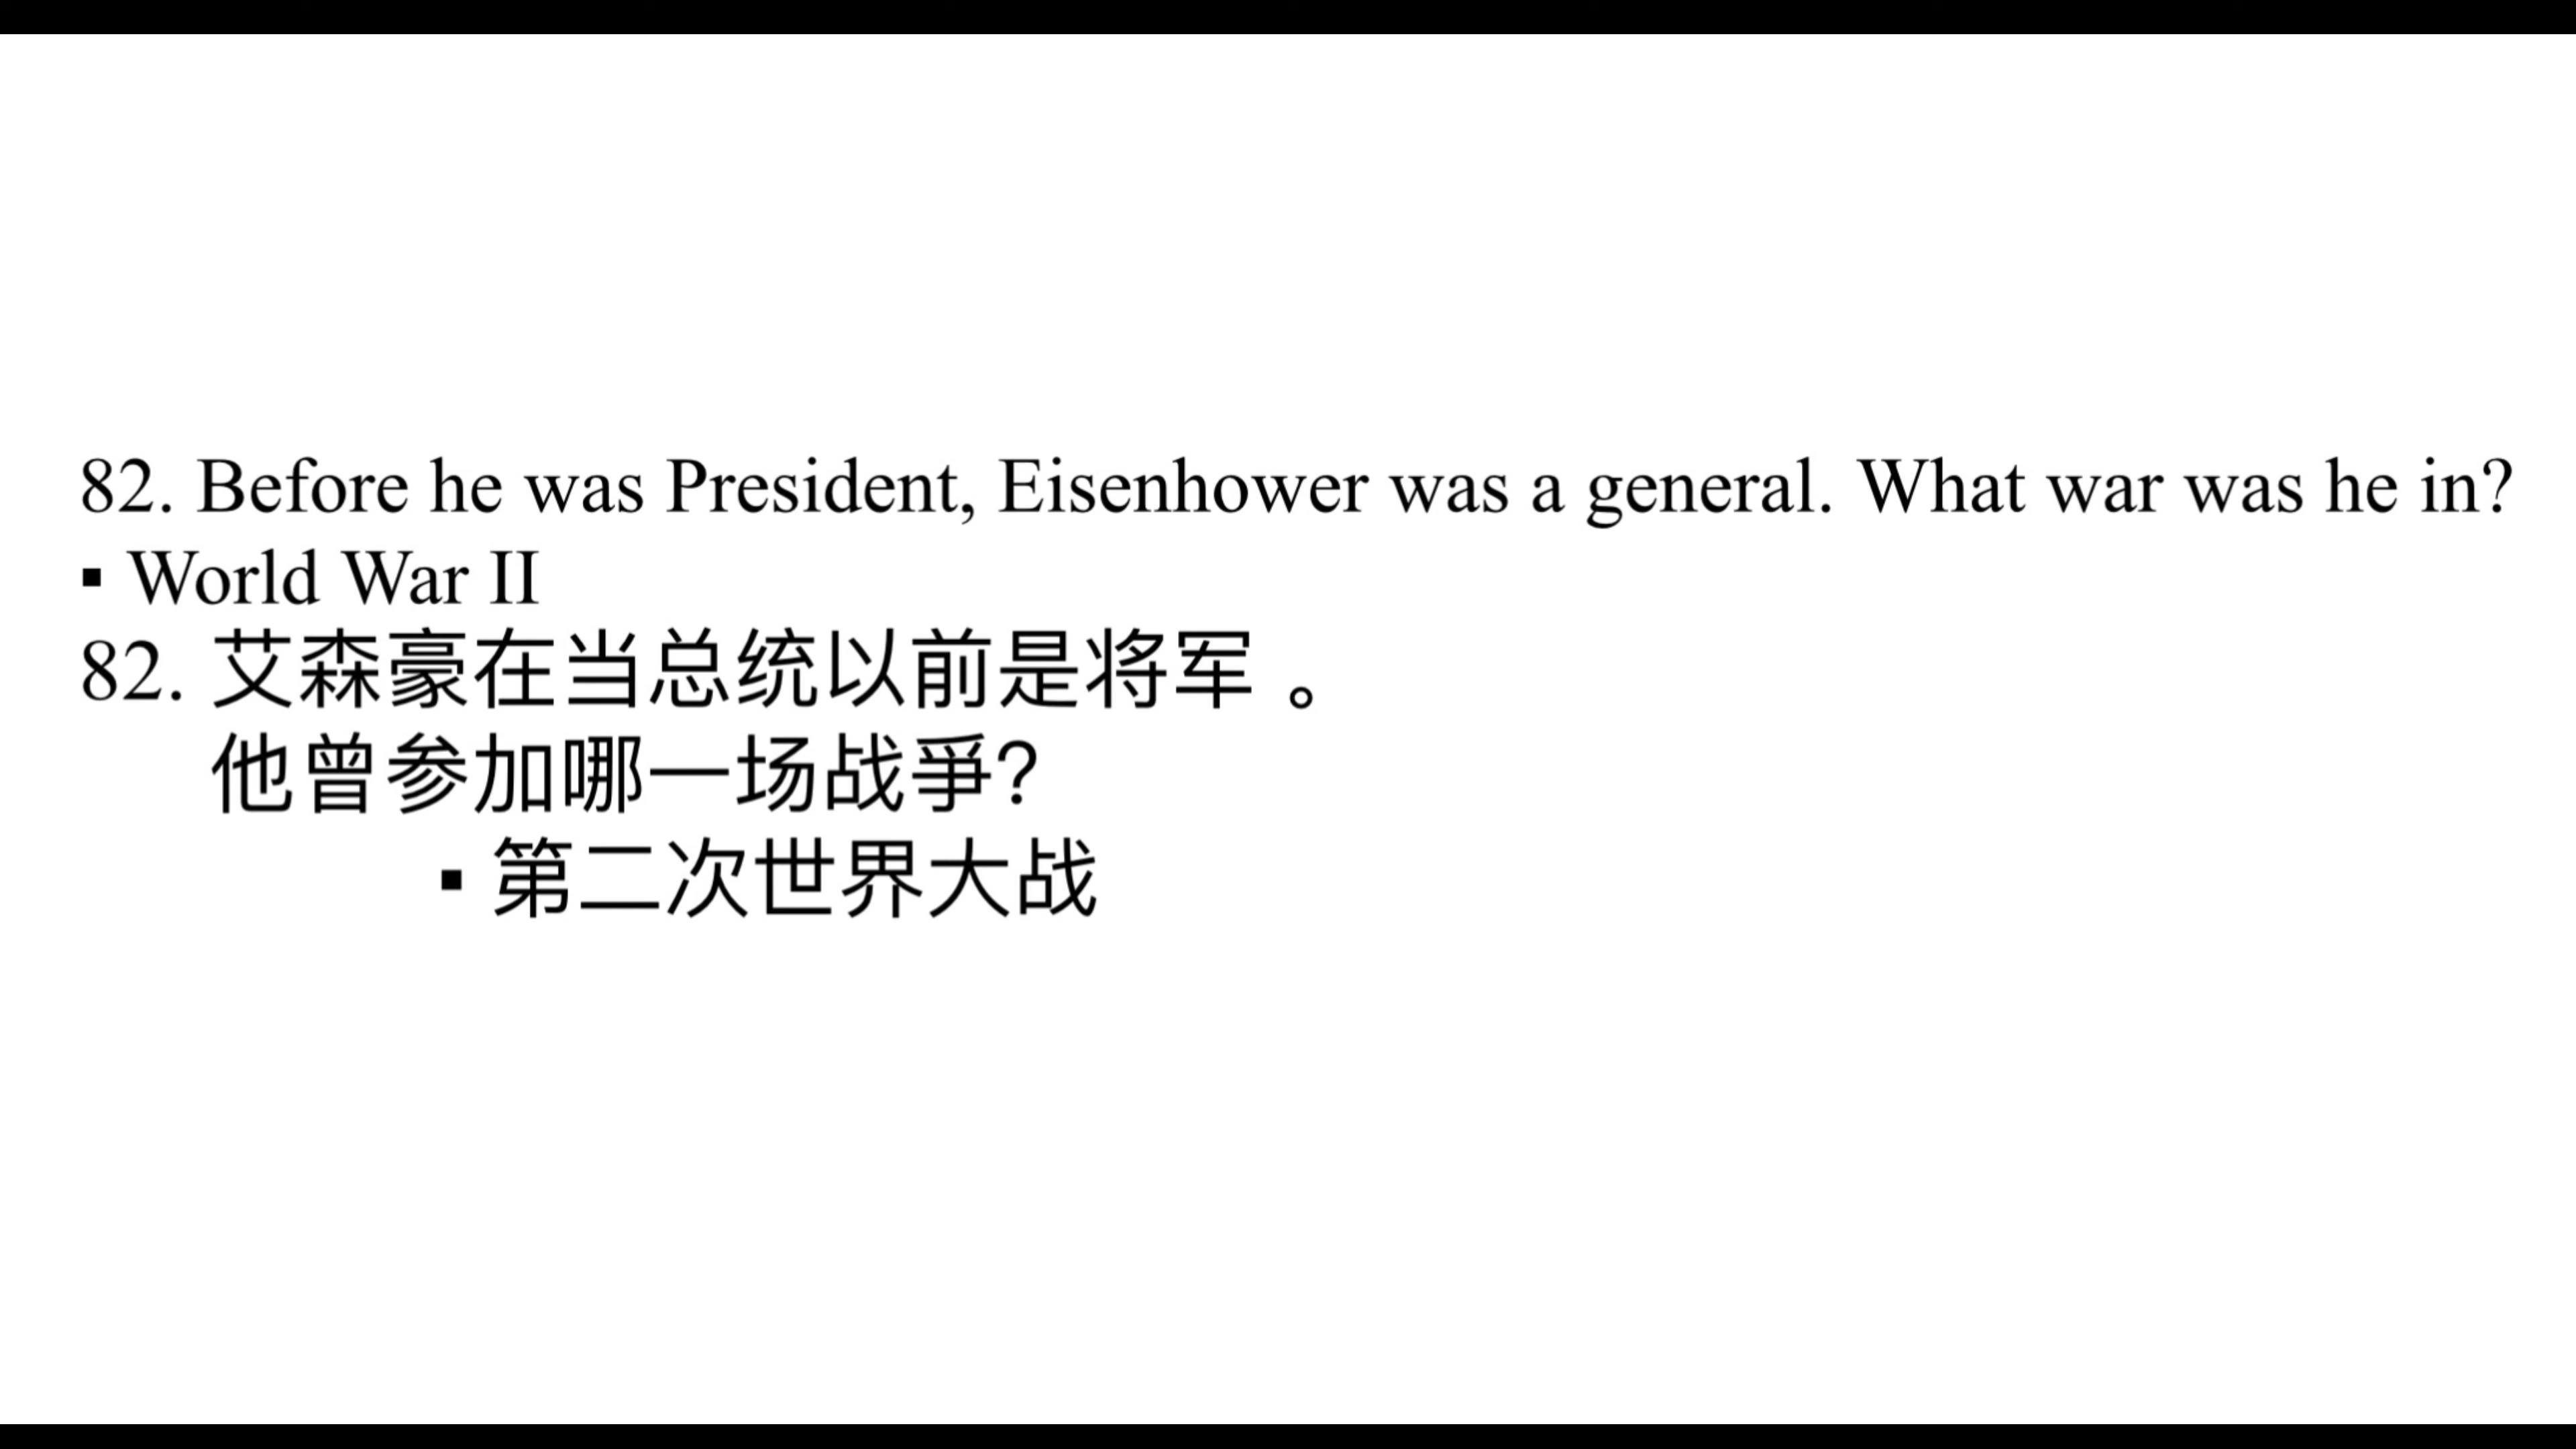 82. Before he was President, Eisenhower was a general. What war was he in?
▪ World War II
82. 艾森豪在当总统以前是将军 。
他曾参加哪一场战爭?
▪ 第二次世界大战